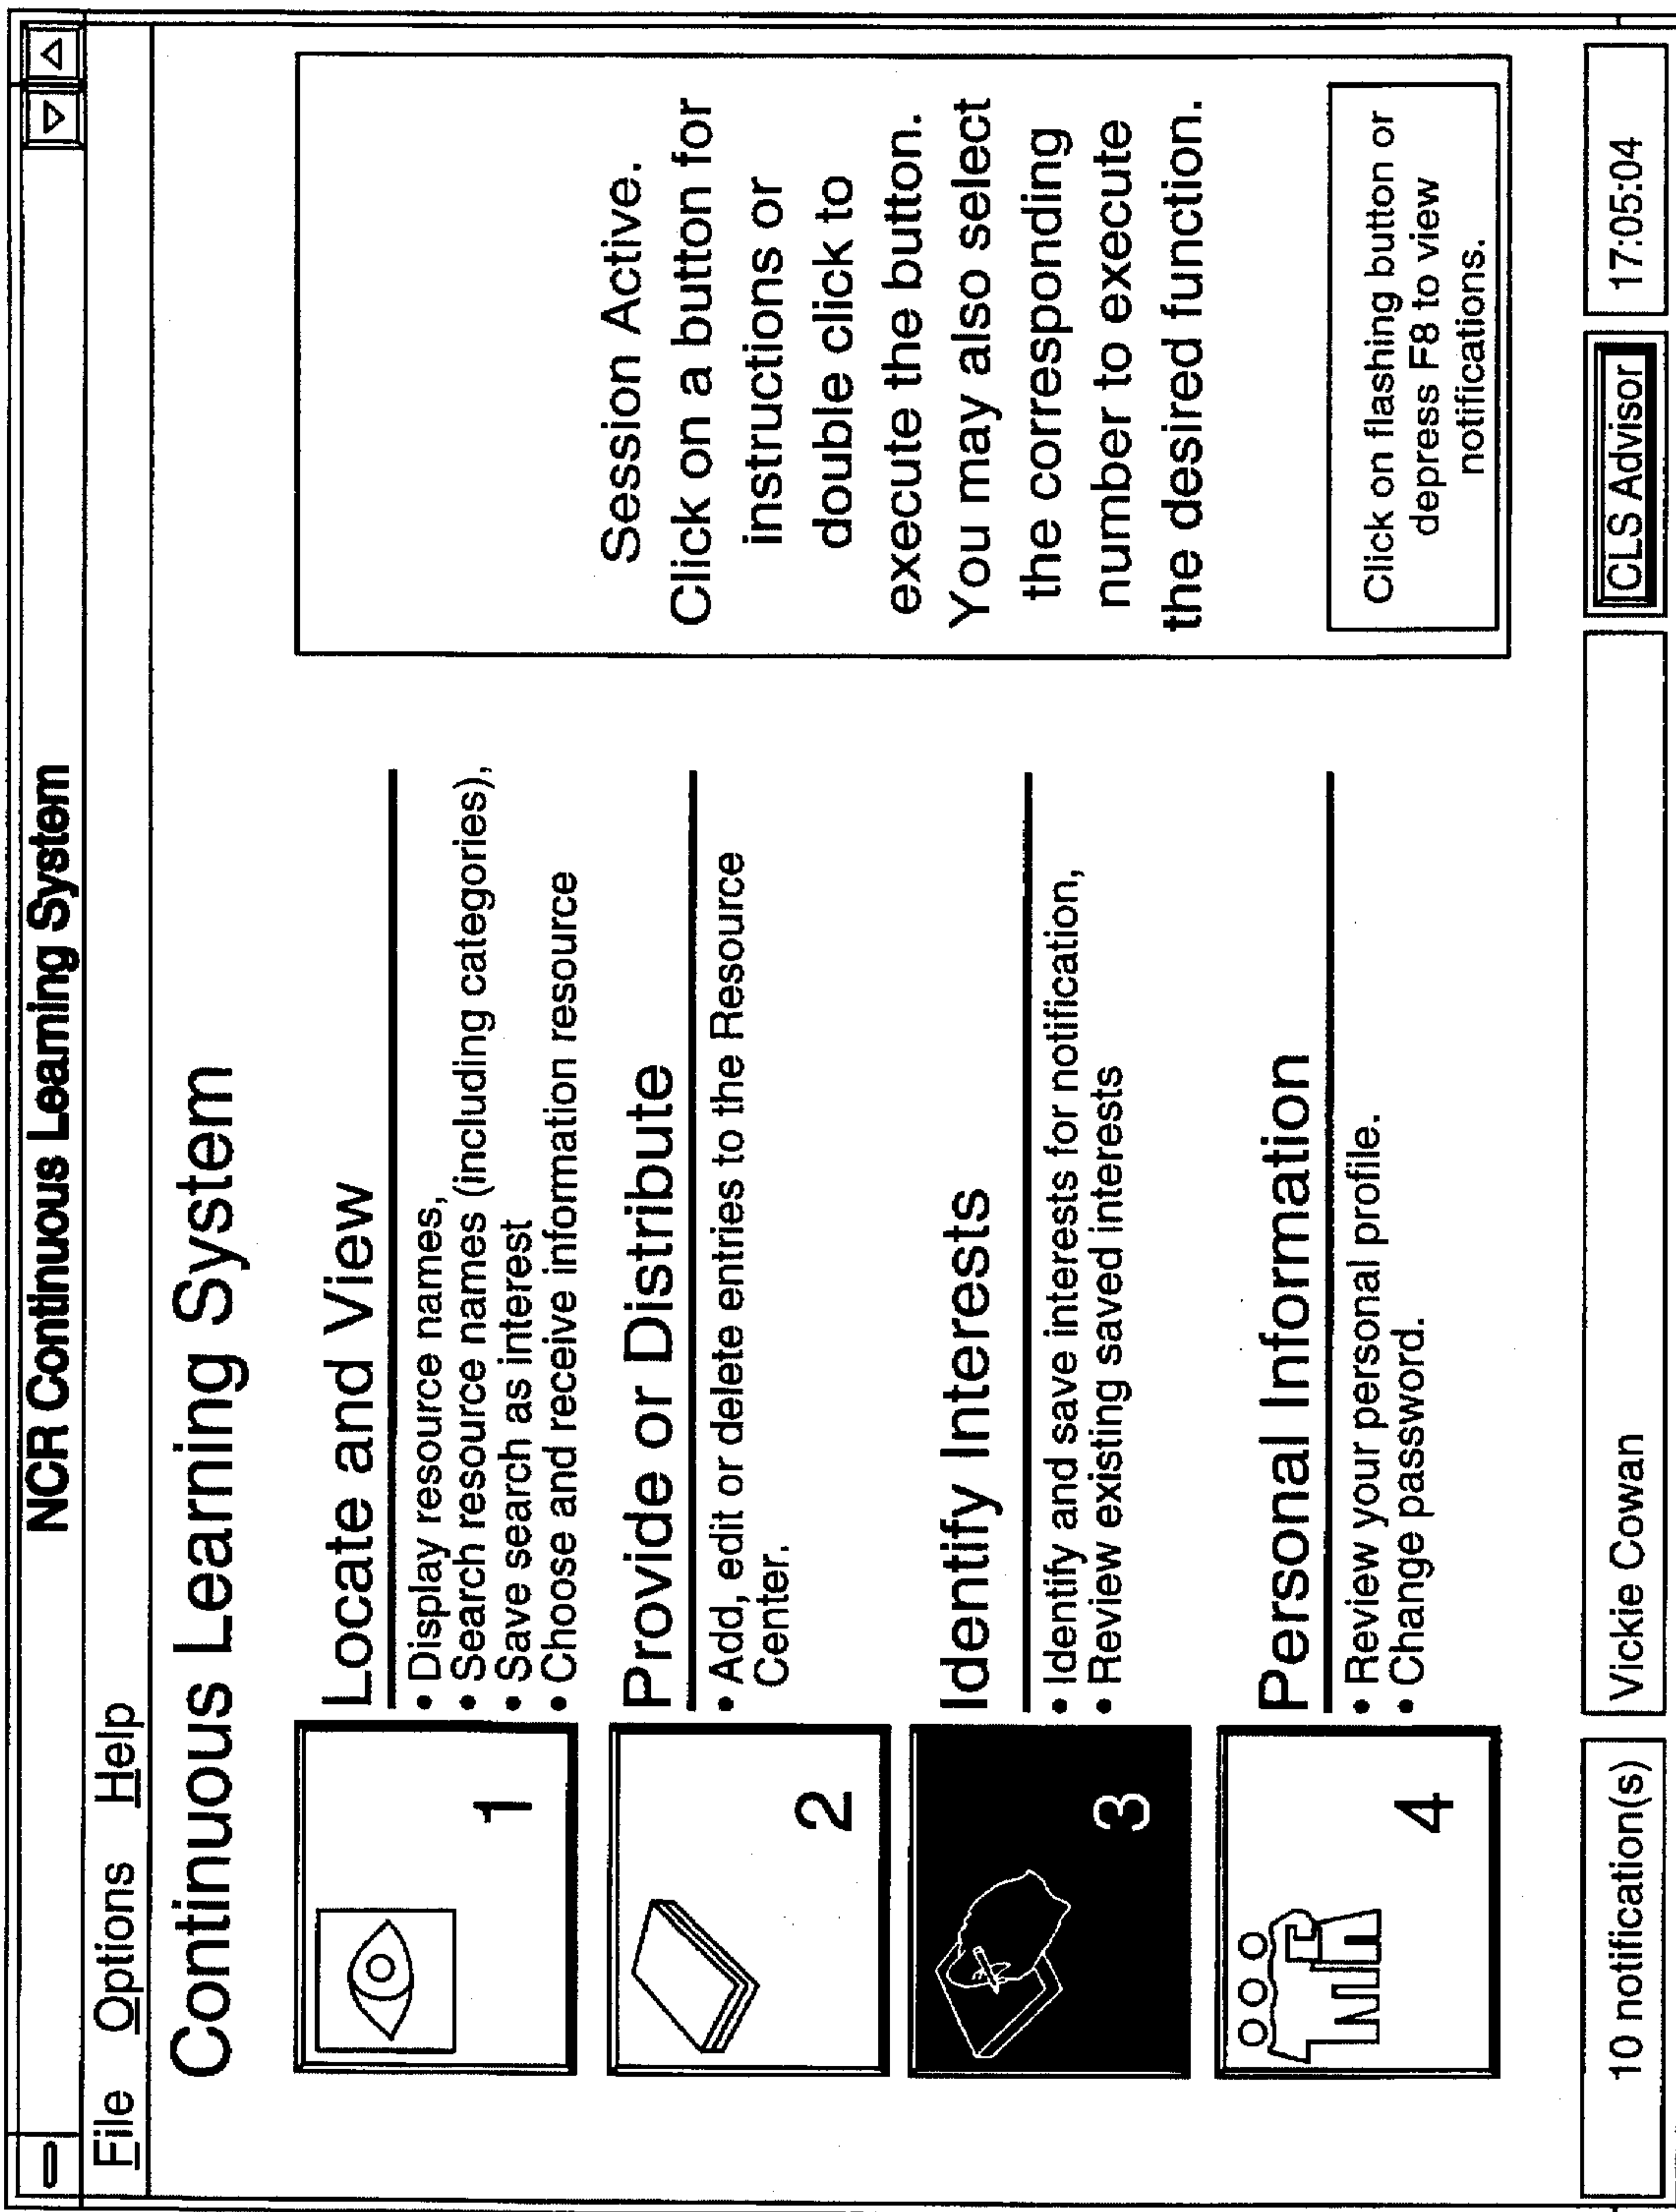 NCR Continuous Learning System
File Options Help
Continuous Learning System
1
Locate and View
• Display resource names,
• Search resource names (including categories),
• Save search as interest
• Choose and receive information resource
2
Provide or Distribute
• Add, edit or delete entries to the Resource
Center.
3
Identify Interests
• Identify and save interests for notification,
• Review existing saved interests
4
Personal Information
• Review your personal profile.
• Change password.
Session Active.
Click on a button for
instructions or
double click to
execute the button.
You may also select
the corresponding
number to execute
the desired function.
Click on flashing button or
depress F8 to view
notifications.
10 notification(s)
Vickie Cowan
CLS Advisor
17:05:04